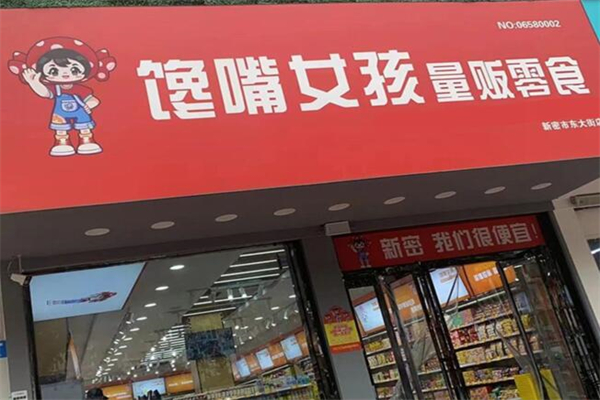 NO:06580002
馋嘴女孩 量贩零食
新密市东大街店
新密 我们很便宜!